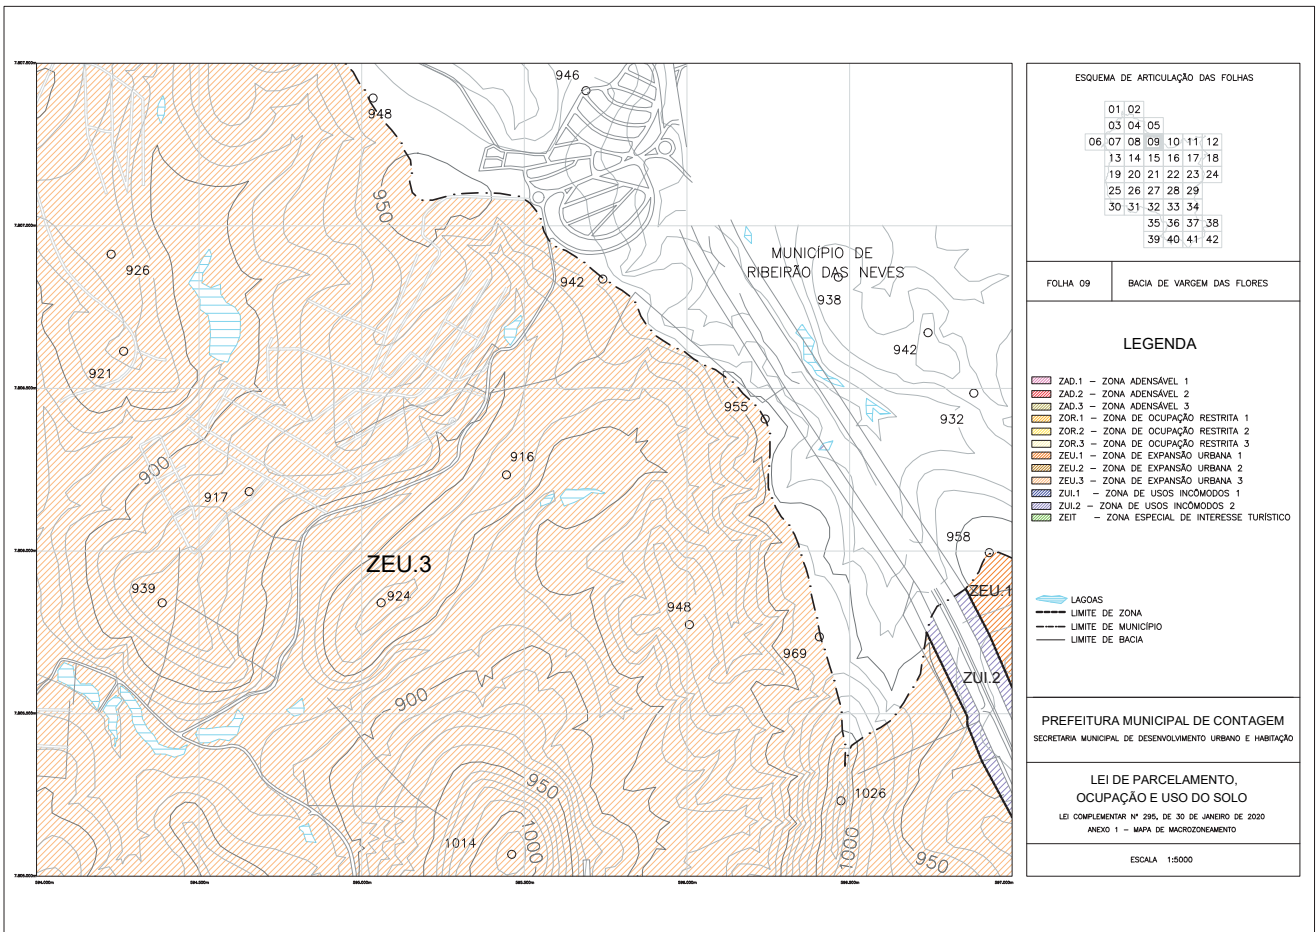 946
948
950
MUNICÍPIO DE
RIBEIRÃO DAS NEVES
926
942
938
942
921
955
932
916
900
917
958
ZEU.3
ZEU.1
939
924
948
969
ZUI.2
900
950
1026
1014
1000
1000
950
ESQUEMA DE ARTICULAÇÃO DAS FOLHAS
01 02
03 04 05
06 07 08 09 10 11 12
13 14 15 16 17 18
19 20 21 22 23 24
25 26 27 28 29
30 31 32 33 34
35 36 37 38
39 40 41 42
FOLHA 09
BACIA DE VARGEM DAS FLORES
LEGENDA
ZAD.1 – ZONA ADENSÁVEL 1
ZAD.2 – ZONA ADENSÁVEL 2
ZAD.3 – ZONA ADENSÁVEL 3
ZOR.1 – ZONA DE OCUPAÇÃO RESTRITA 1
ZOR.2 – ZONA DE OCUPAÇÃO RESTRITA 2
ZOR.3 – ZONA DE OCUPAÇÃO RESTRITA 3
ZEU.1 – ZONA DE EXPANSÃO URBANA 1
ZEU.2 – ZONA DE EXPANSÃO URBANA 2
ZEU.3 – ZONA DE EXPANSÃO URBANA 3
ZUI.1 – ZONA DE USOS INCÔMODOS 1
ZUI.2 – ZONA DE USOS INCÔMODOS 2
ZEIT – ZONA ESPECIAL DE INTERESSE TURÍSTICO
LAGOAS
LIMITE DE ZONA
LIMITE DE MUNICÍPIO
LIMITE DE BACIA
PREFEITURA MUNICIPAL DE CONTAGEM
SECRETARIA MUNICIPAL DE DESENVOLVIMENTO URBANO E HABITAÇÃO
LEI DE PARCELAMENTO,
OCUPAÇÃO E USO DO SOLO
LEI COMPLEMENTAR N° 295, DE 30 DE JANEIRO DE 2020
ANEXO 1 – MAPA DE MACROZONEAMENTO
ESCALA 1:5000